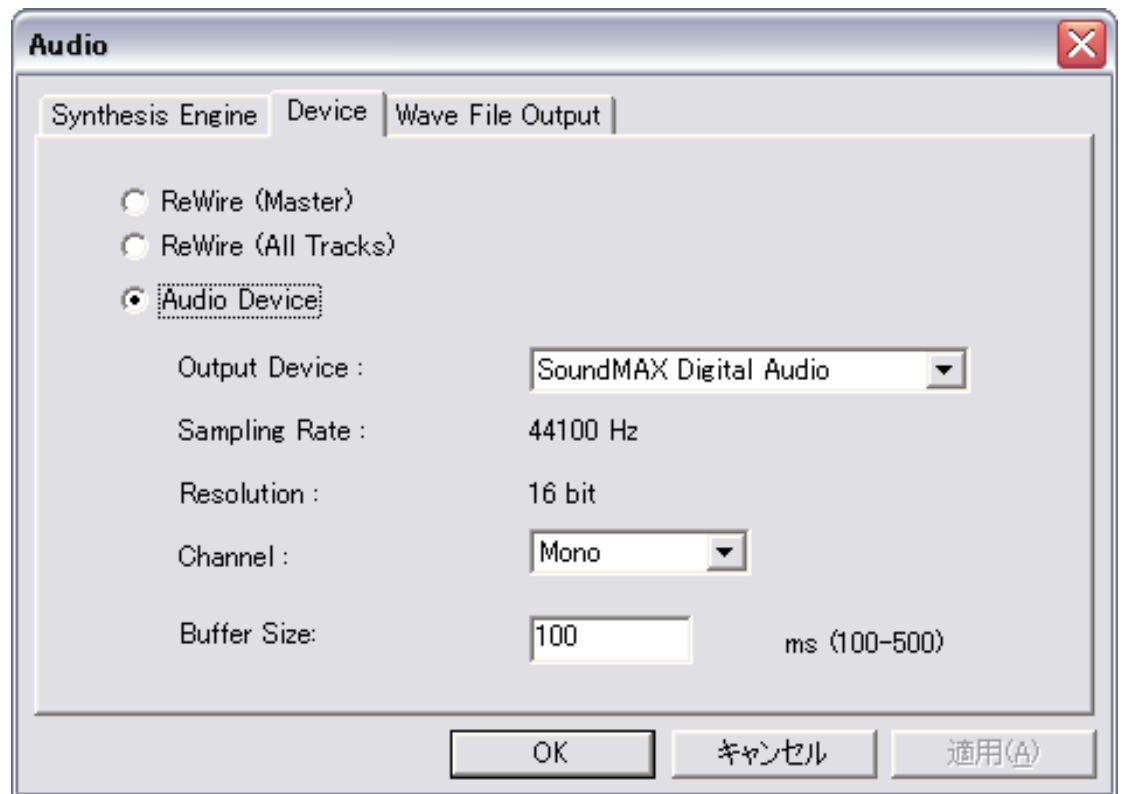 Audio
Synthesis Engine Device Wave File Output
ReWire (Master)
ReWire (All Tracks)
Audio Device
Output Device : SoundMAX Digital Audio
Sampling Rate : 44100 Hz
Resolution : 16 bit
Channel : Mono
Buffer Size: 100 ms (100-500)
OK キャンセル 適用(A)